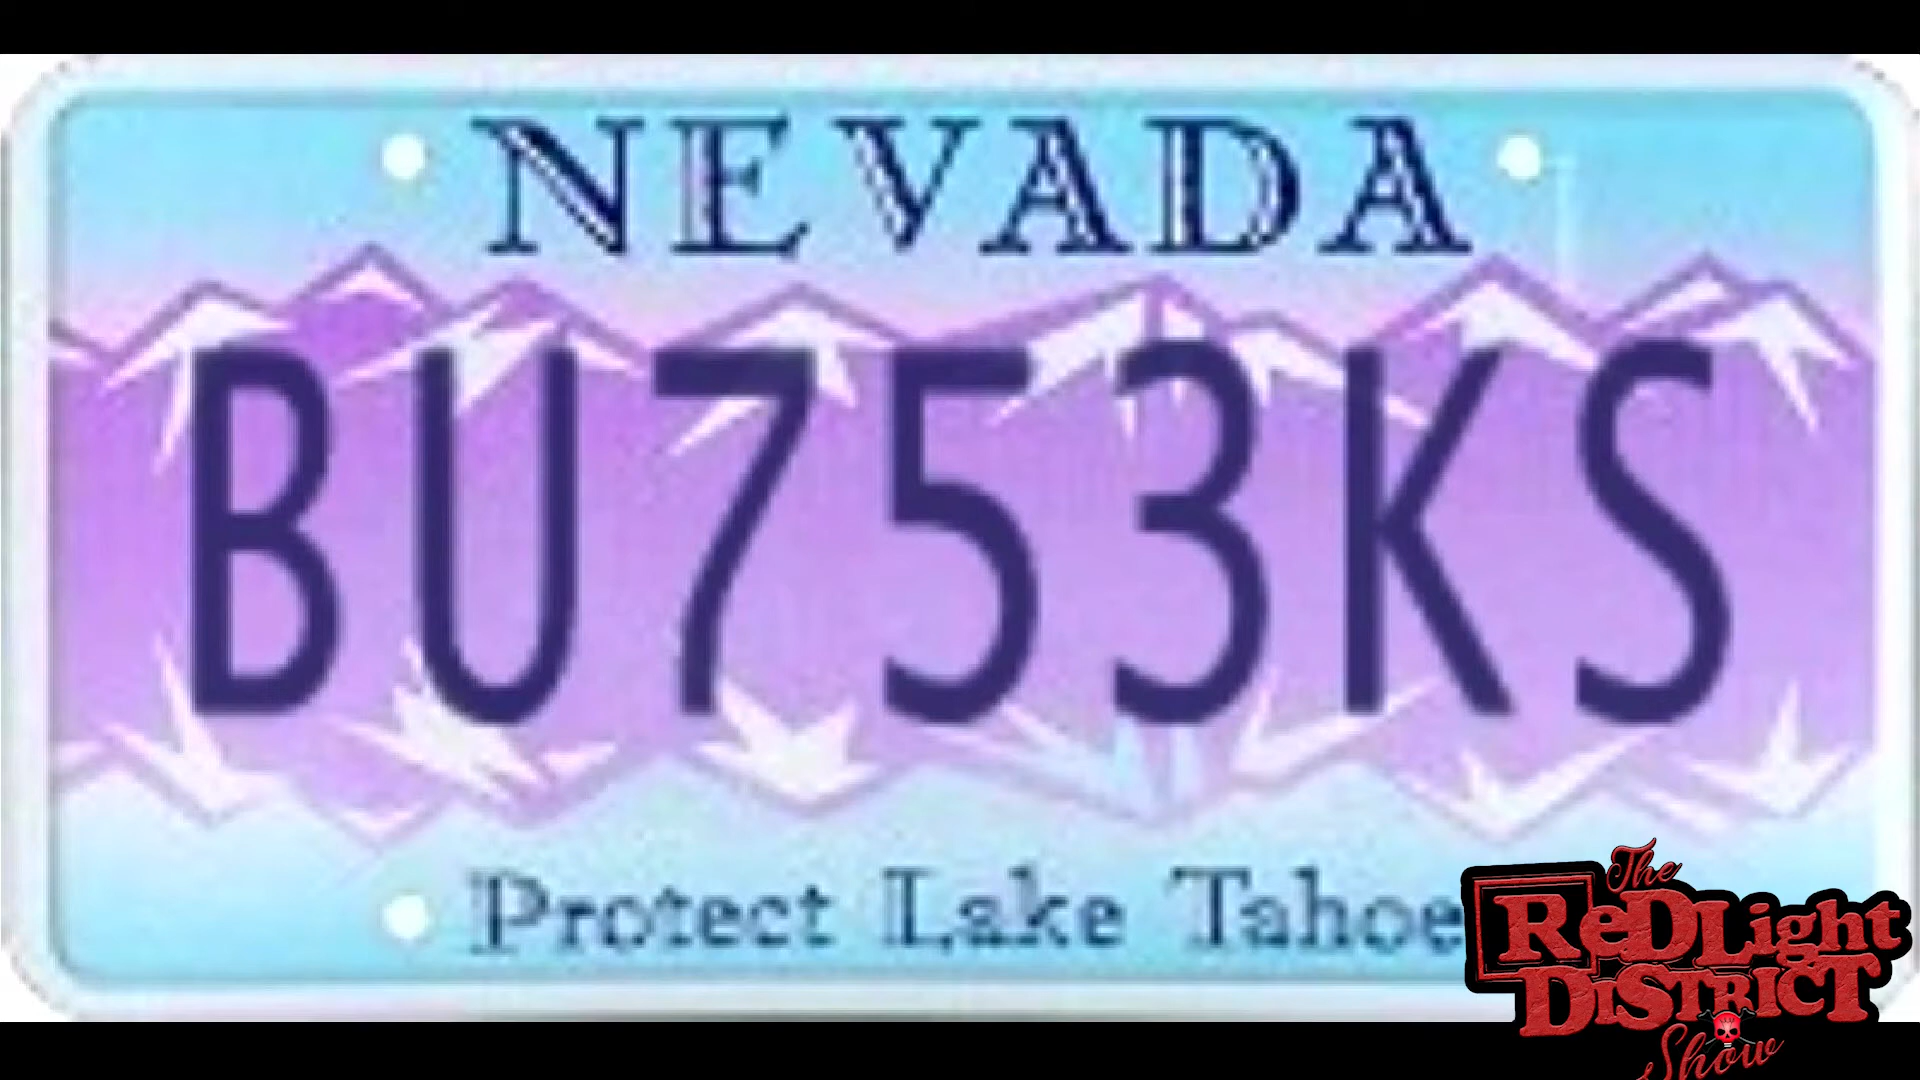 NEVADA
BU753KS
Protect Lake Tahoe
The
ReDLight
DiSTRiCT
Show